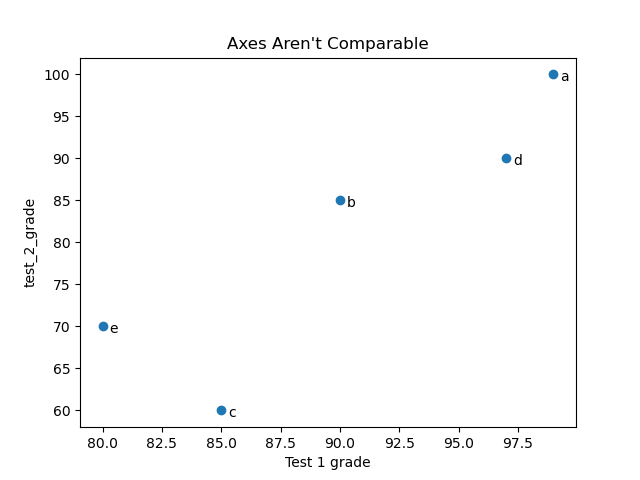 Axes Aren't Comparable
100
95
90
85
80
75
70
65
60
test_2_grade
a
d
b
e
c
80.0 82.5 85.0 87.5 90.0 92.5 95.0 97.5
Test 1 grade